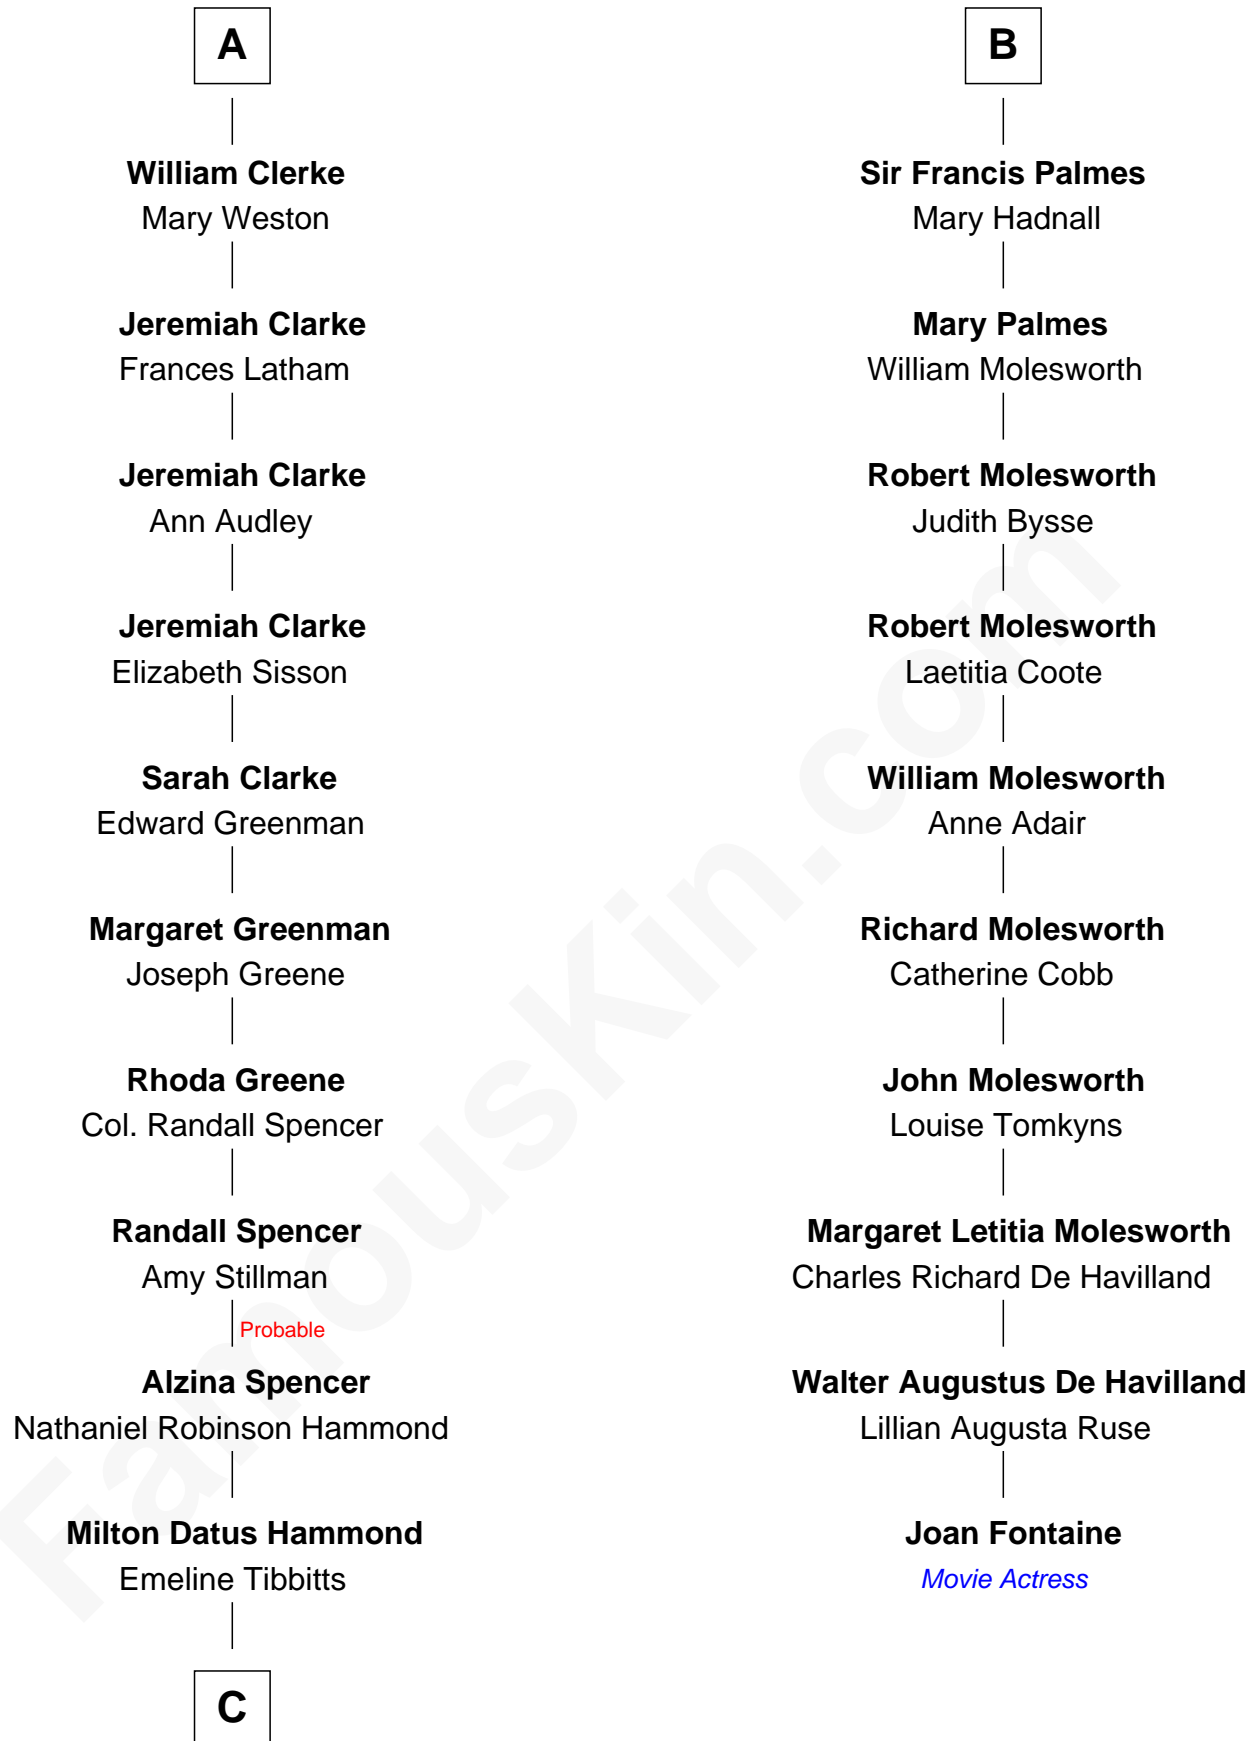 A
William Clerke
Mary Weston
Jeremiah Clarke
Frances Latham
Jeremiah Clarke
Ann Audley
Jeremiah Clarke
Elizabeth Sisson
Sarah Clarke
Edward Greenman
Margaret Greenman
Joseph Greene
Rhoda Greene
Col. Randall Spencer
Randall Spencer
Amy Stillman
Probable
Alzina Spencer
Nathaniel Robinson Hammond
Milton Datus Hammond
Emeline Tibbitts
C
B
Sir Francis Palmes
Mary Hadnall
Mary Palmes
William Molesworth
Robert Molesworth
Judith Bysse
Robert Molesworth
Laetitia Coote
William Molesworth
Anne Adair
Richard Molesworth
Catherine Cobb
John Molesworth
Louise Tomkyns
Margaret Letitia Molesworth
Charles Richard De Havilland
Walter Augustus De Havilland
Lillian Augusta Ruse
Joan Fontaine
Movie Actress
FamousKin.com